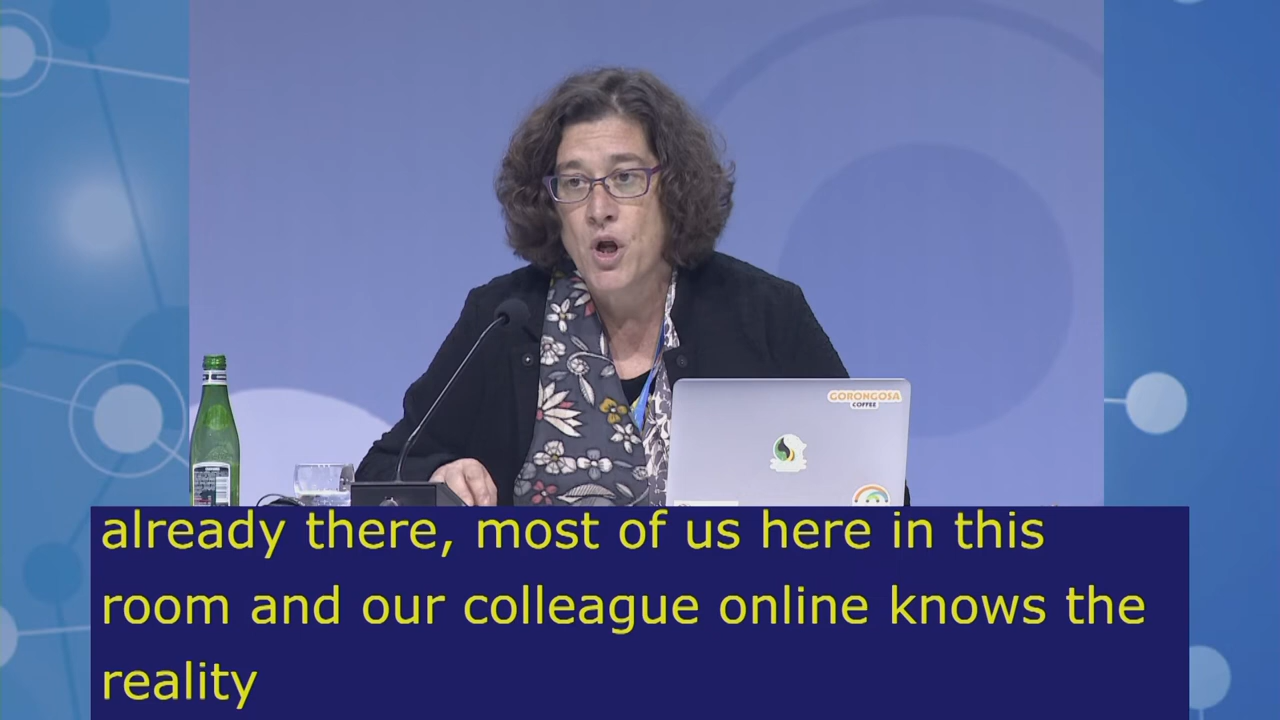 GORONGOSA
COFFEE
already there, most of us here in this
room and our colleague online knows the
reality